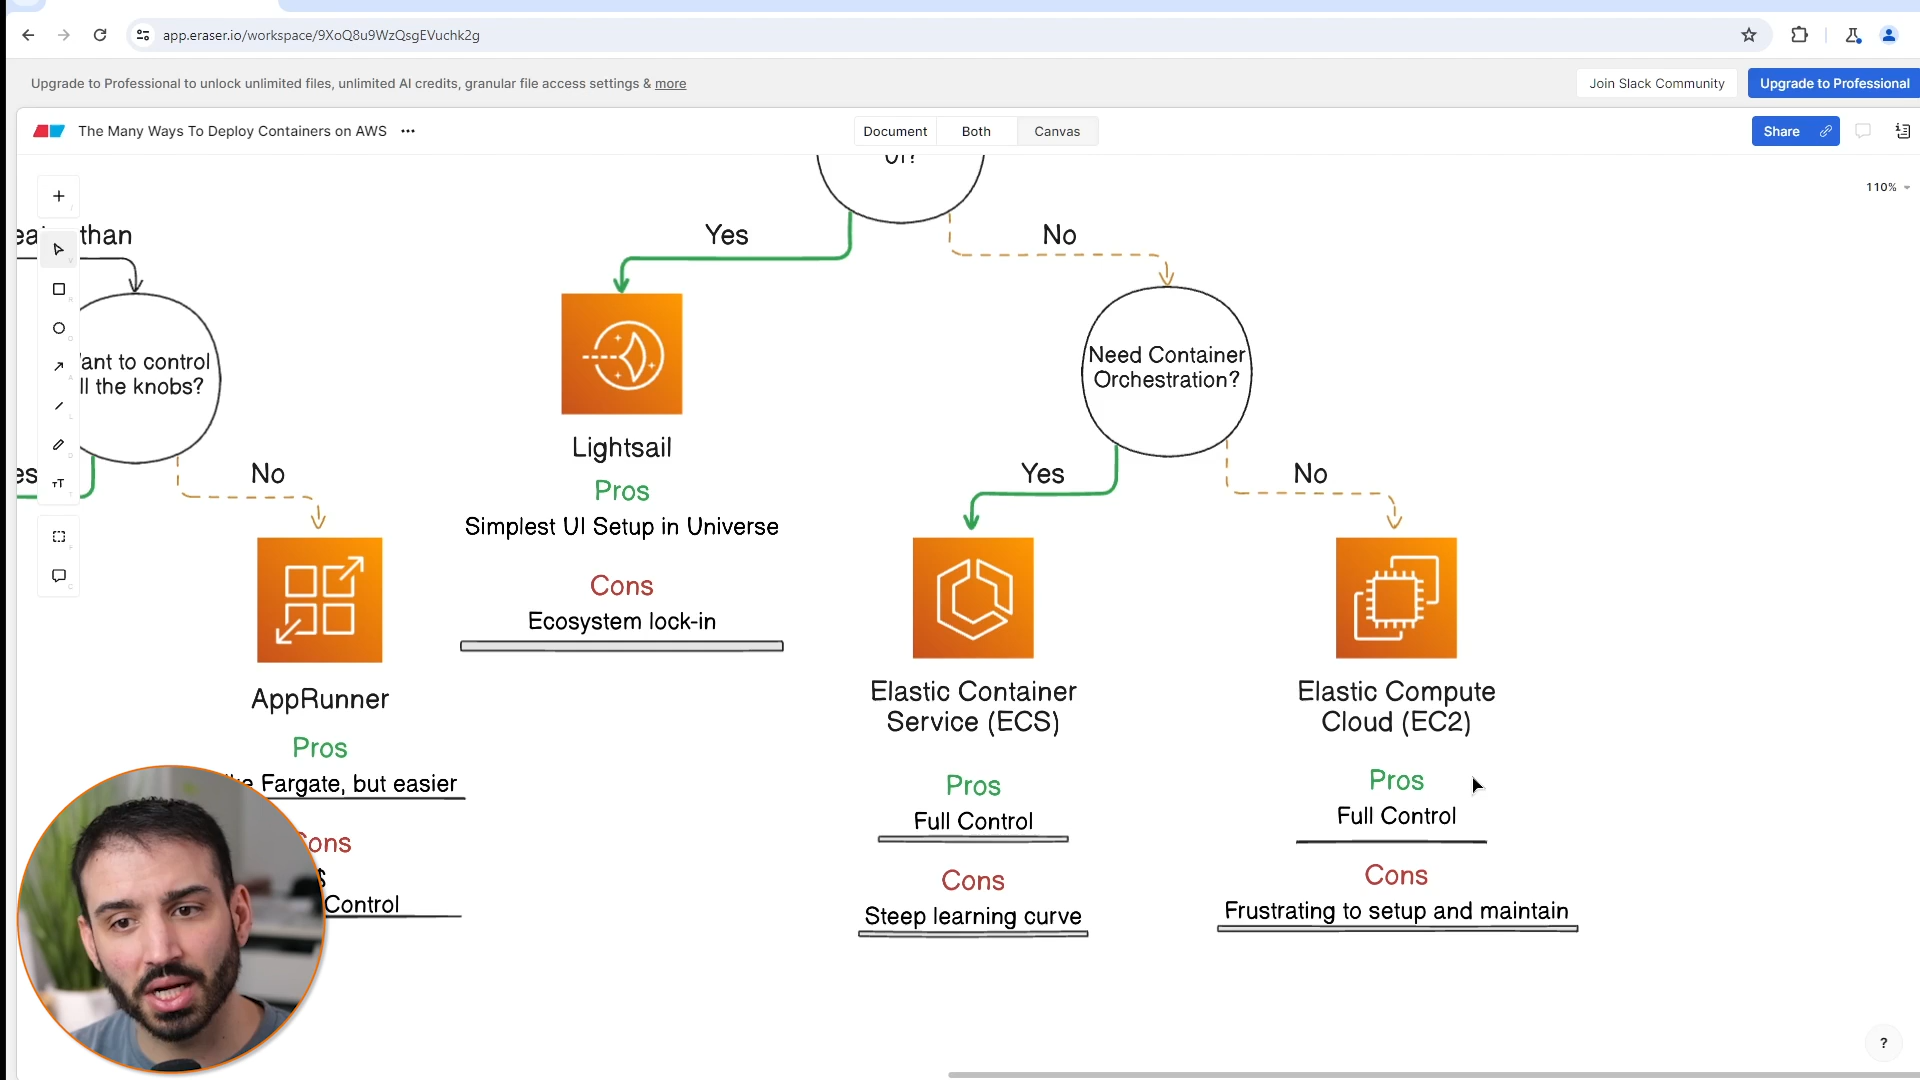 app.eraser.io/workspace/9XoQ8u9WzQsgEVuchk2g
Upgrade to Professional to unlock unlimited files, unlimited AI credits, granular file access settings & more
Join Slack Community
Upgrade to Professional
The Many Ways To Deploy Containers on AWS
Document
Both
Canvas
Share
110%
UI?
than
Yes
No
to control
the knobs?
No
Lightsail
Pros
Simplest UI Setup in Universe
Cons
Ecosystem lock-in
Need Container
Orchestration?
Yes
No
AppRunner
Pros
Fargate, but easier
Control
Elastic Container
Service (ECS)
Pros
Full Control
Cons
Steep learning curve
Elastic Compute
Cloud (EC2)
Pros
Full Control
Cons
Frustrating to setup and maintain
?